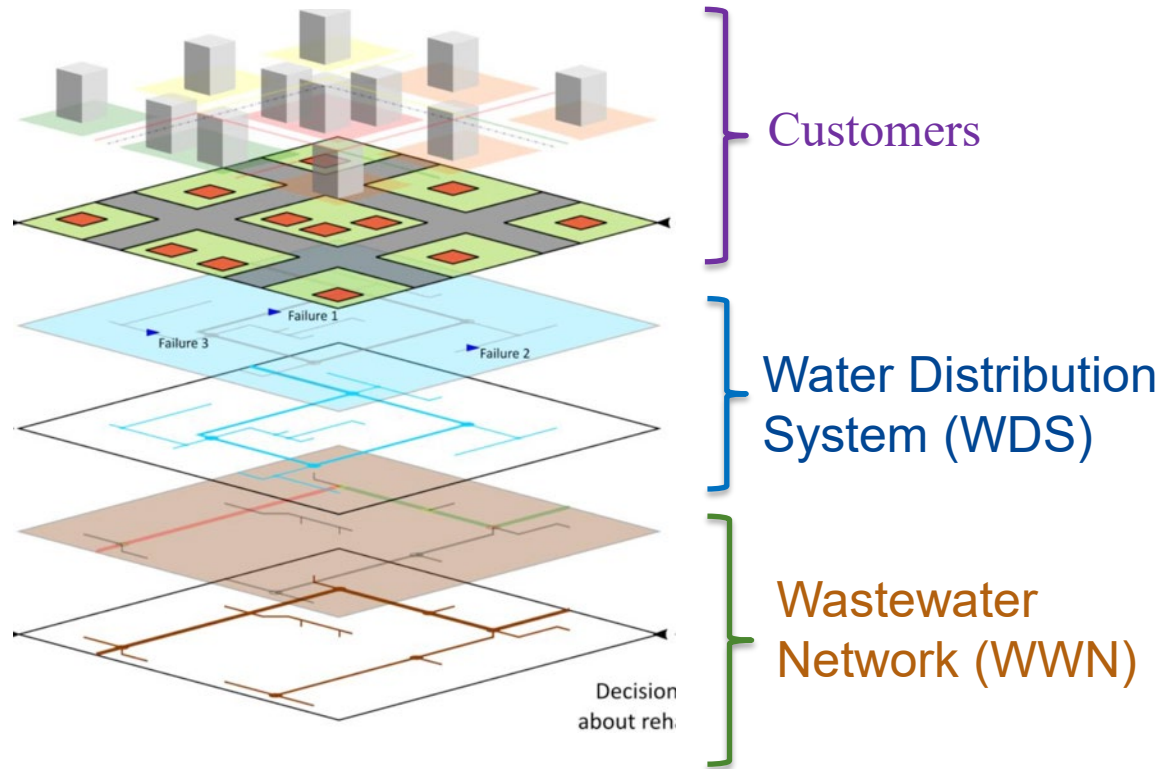 Customers
Failure 1
Failure 3
Failure 2
Water Distribution
System (WDS)
Wastewater
Network (WWN)
Decision
about reh